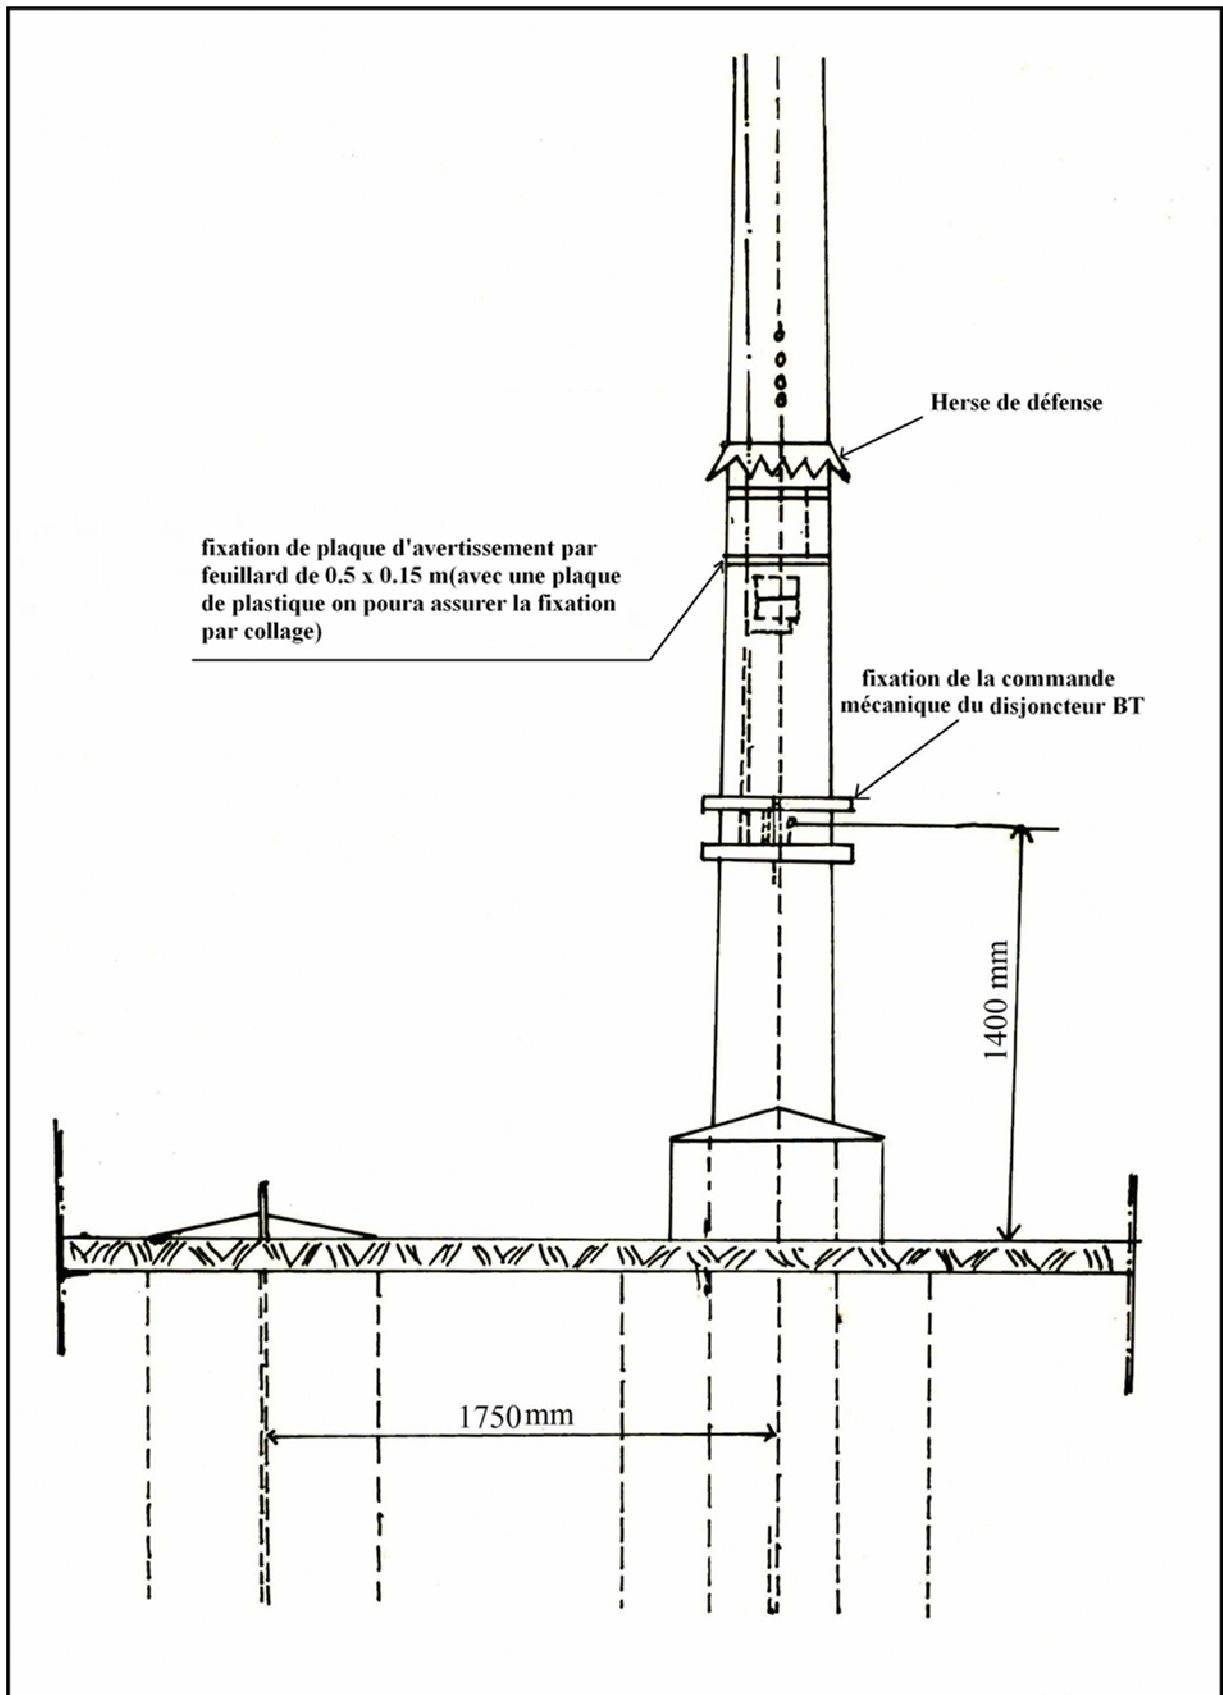 Herse de défense
fixation de plaque d'avertissement par
feuillard de 0.5 x 0.15 m(avec une plaque
de plastique on poura assurer la fixation
par collage)
fixation de la commande
mécanique du disjoncteur BT
1400 mm
1750mm